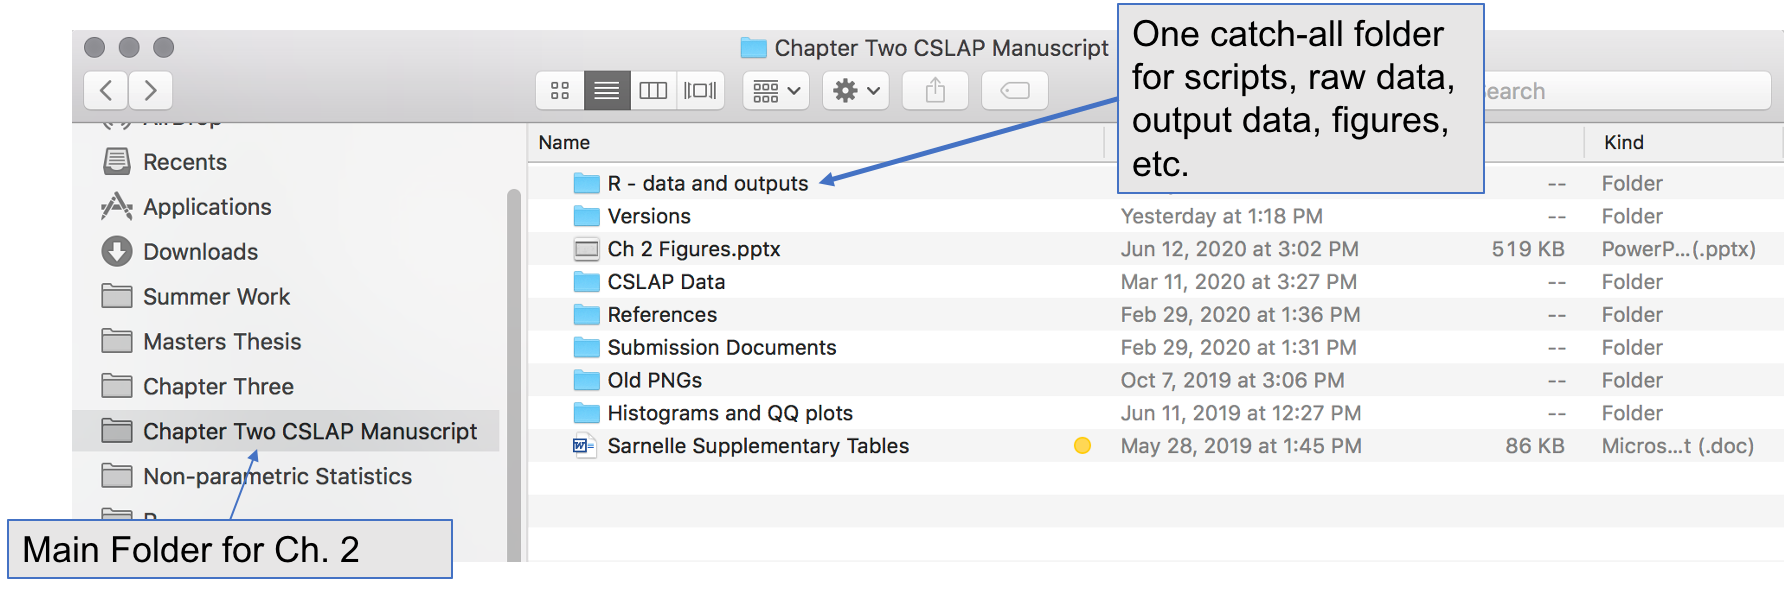 Chapter Two CSLAP Manuscript
One catch-all folder
for scripts, raw data,
output data, figures,
etc.
earch
AirDrop
Recents
Applications
Downloads
Summer Work
Masters Thesis
Chapter Three
Chapter Two CSLAP Manuscript
Non-parametric Statistics
Main Folder for Ch. 2
Name Kind
R - data and outputs -- Folder
Versions Yesterday at 1:18 PM -- Folder
Ch 2 Figures.pptx Jun 12, 2020 at 3:02 PM 519 KB PowerP...(.pptx)
CSLAP Data Mar 11, 2020 at 3:27 PM -- Folder
References Feb 29, 2020 at 1:36 PM -- Folder
Submission Documents Feb 29, 2020 at 1:31 PM -- Folder
Old PNGs Oct 7, 2019 at 3:06 PM -- Folder
Histograms and QQ plots Jun 11, 2019 at 12:27 PM -- Folder
Sarnelle Supplementary Tables May 28, 2019 at 1:45 PM 86 KB Micros...t (.doc)